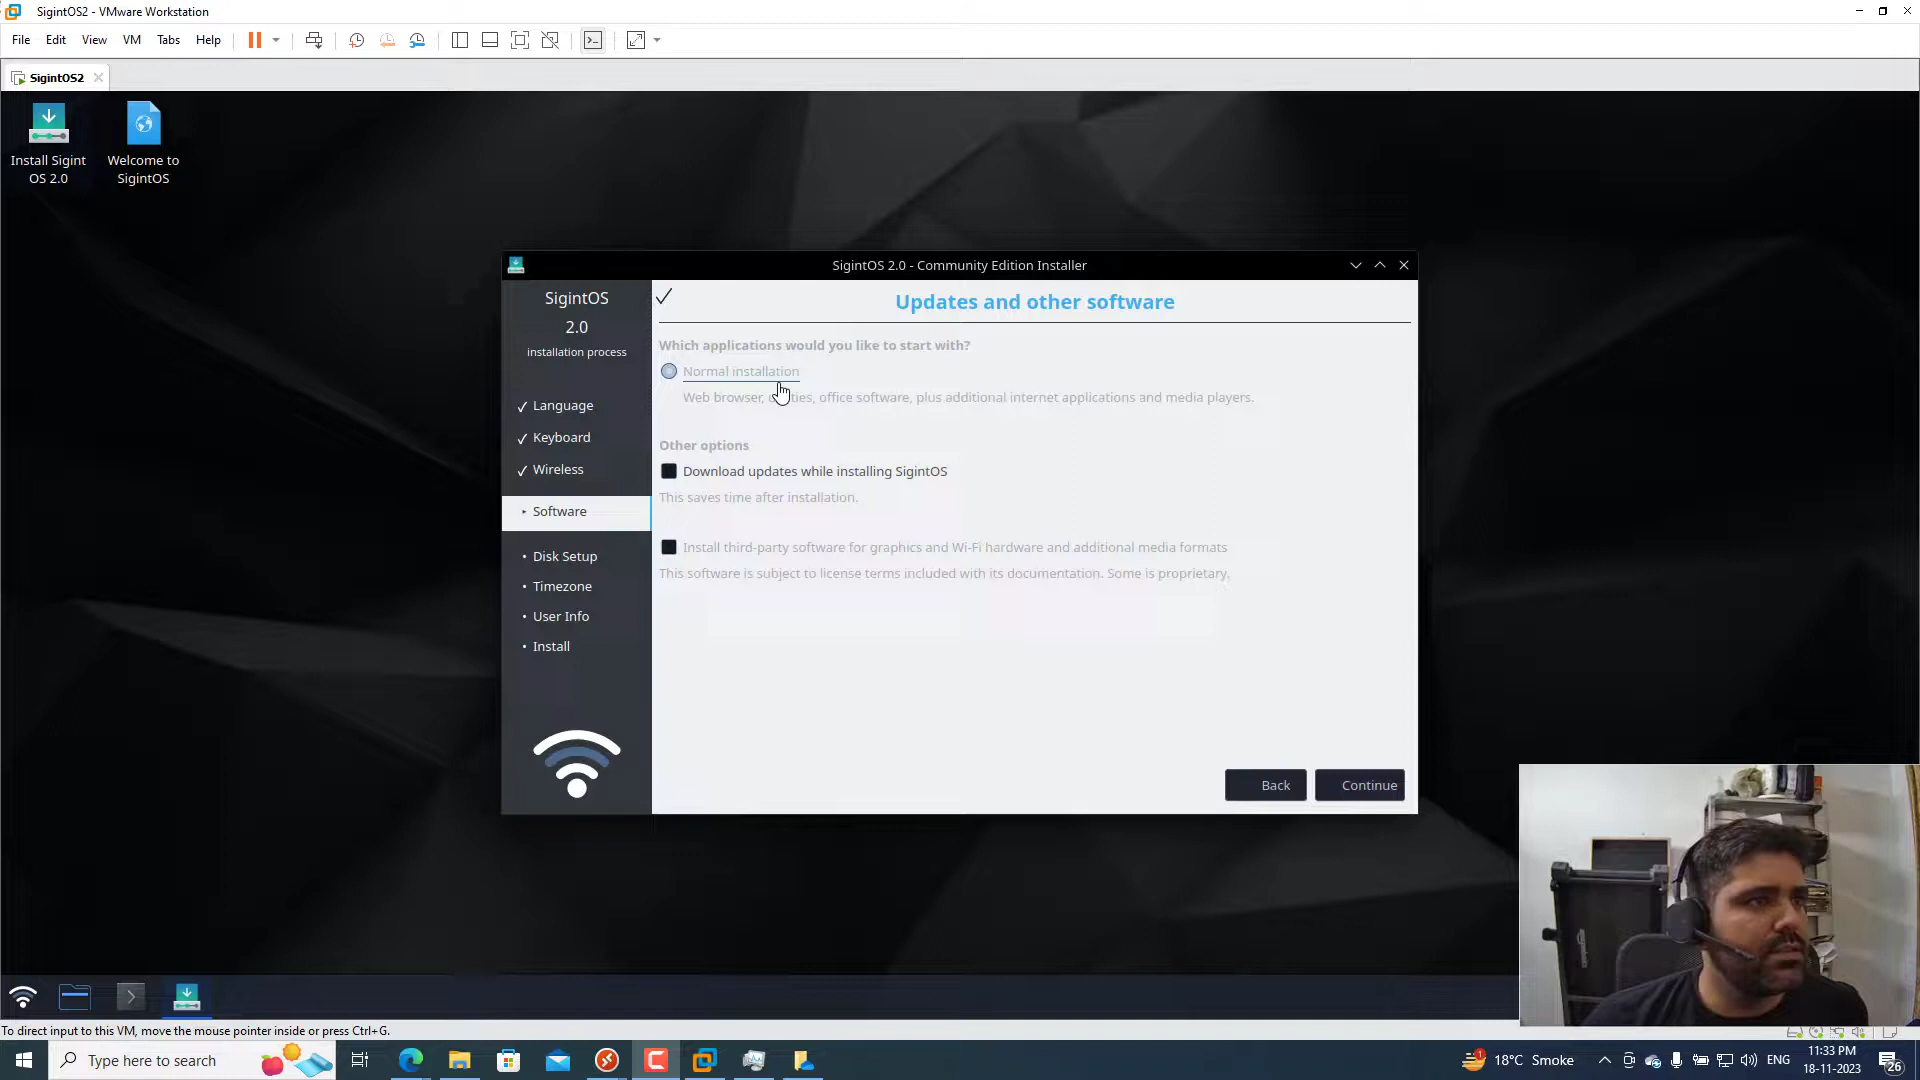 SigintOS2 - VMware Workstation
File Edit View VM Tabs Help
SigintOS2
Install Sigint
OS 2.0
Welcome to
SigintOS
SigintOS 2.0 - Community Edition Installer
SigintOS
2.0
installation process
Language
Keyboard
Wireless
Software
Disk Setup
Timezone
User Info
Install
Updates and other software
Which applications would you like to start with?
Normal installation
Web browser, office software, plus additional internet applications and media players.
Other options
Download updates while installing SigintOS
This saves time after installation.
Install third-party software for graphics and Wi-Fi hardware and additional media formats
This software is subject to license terms included with its documentation. Some is proprietary.
Back Continue
To direct input to this VM, move the mouse pointer inside or press Ctrl+G.
Type here to search
1
18°C Smoke
ENG
11:33 PM
18-11-2023
26